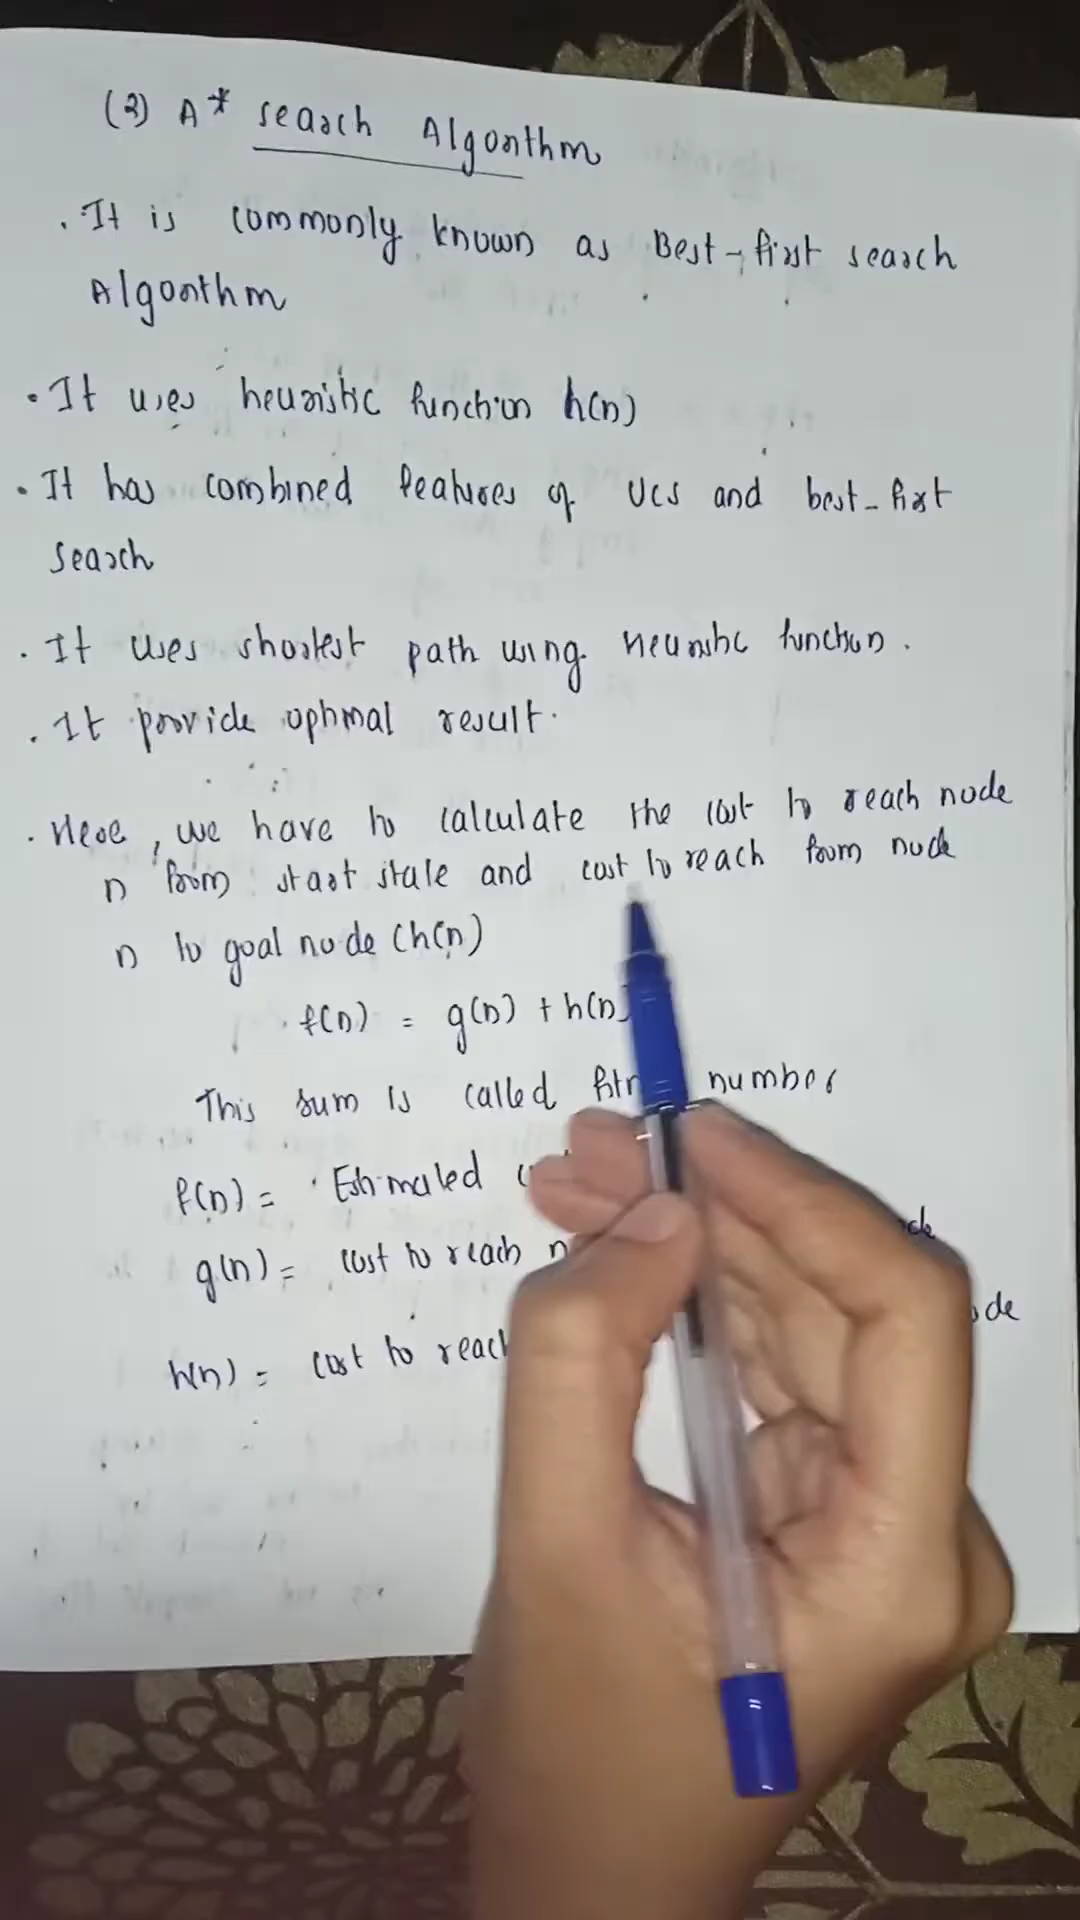 (3) A* search Algorithm
. It is commonly known as Best-first search
Algorithm
. It uses heuristic function h(n)
. It has combined features of UCS and best-first
search
. It uses shortest path using heuristic function.
. It provide optimal result.
. Here, we have to calculate the cost to reach node
n from start state and cost to reach from node
n to goal node (h(n)
f(n) = g(n) + h(n)
This sum is called number
f(n) = Estimated
g(n) = cost to reach
h(n) = cost to reach